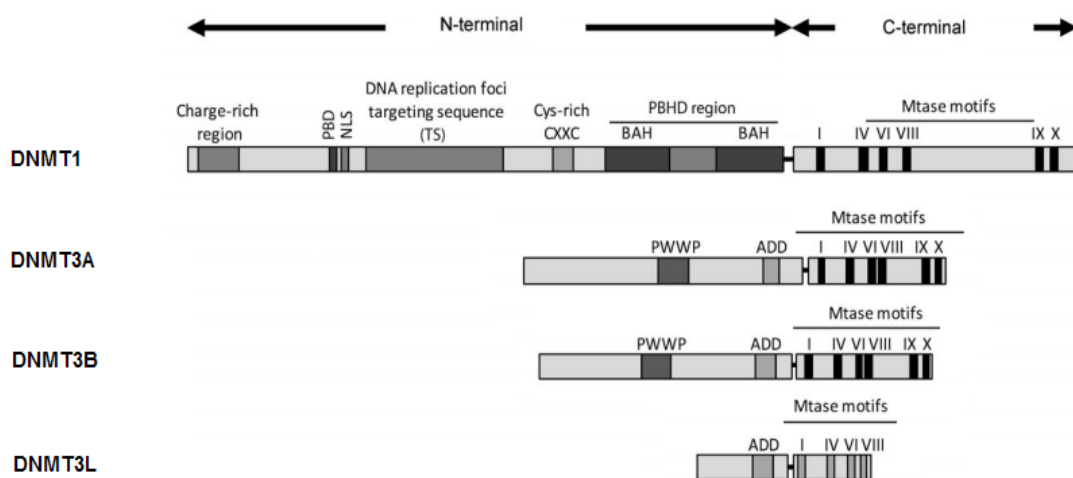 N-terminal
C-terminal
Charge-rich
region
PBD
NLS
DNA replication foci
targeting sequence
(TS)
Cys-rich
CXXC
PBHD region
BAH BAH
Mtase motifs
I IV VI VIII IX X
DNMT1
Mtase motifs
PWWP ADD I IV VI VIII IX X
DNMT3A
Mtase motifs
PWWP ADD I IV VI VIII IX X
DNMT3B
Mtase motifs
ADD I IV VI VIII
DNMT3L